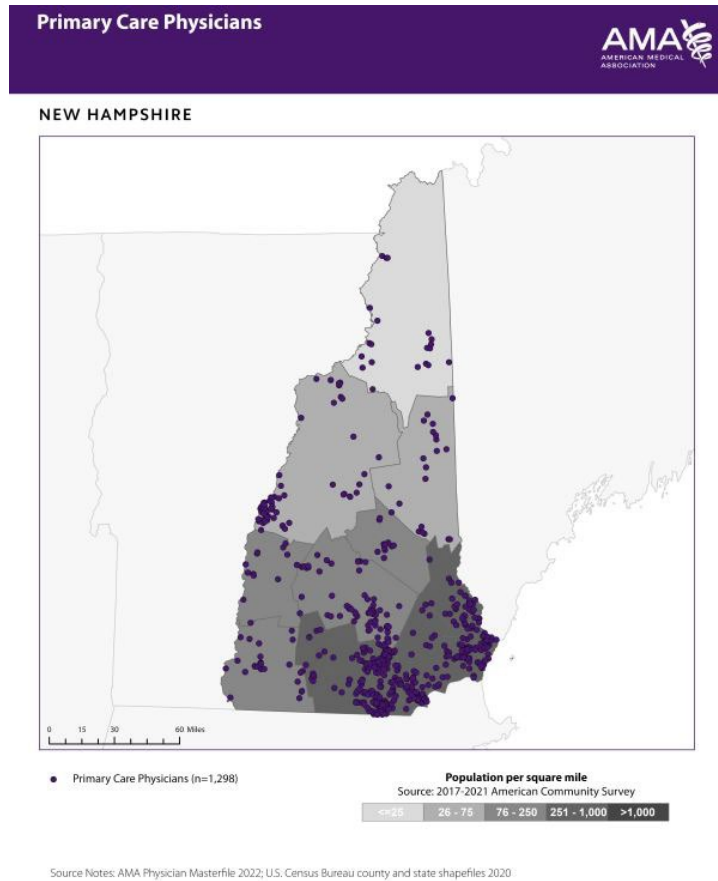 Primary Care Physicians
AMA
AMERICAN MEDICAL
ASSOCIATION
NEW HAMPSHIRE
0 15 30 60 Miles
Primary Care Physicians (n=1,298)
Population per square mile
Source: 2017-2021 American Community Survey
<=25 26 - 75 76 - 250 251 - 1,000 >1,000
Source Notes: AMA Physician Masterfile 2022; U.S. Census Bureau county and state shapefiles 2020